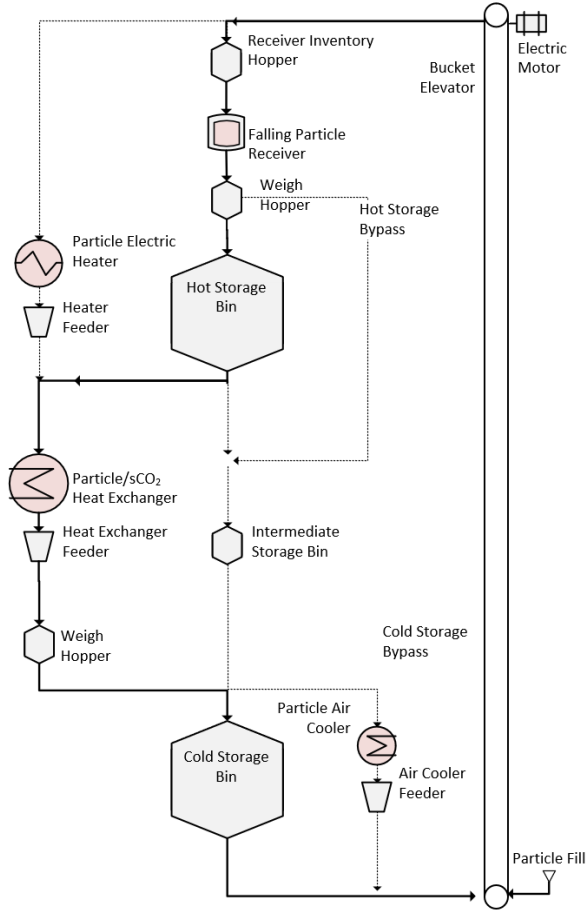 Receiver Inventory
Hopper
Electric
Motor
Bucket
Elevator
Falling Particle
Receiver
Weigh
Hopper
Hot Storage
Bypass
Particle Electric
Heater
Hot Storage
Bin
Heater
Feeder
Particle/sCO₂
Heat Exchanger
Heat Exchanger
Feeder
Intermediate
Storage Bin
Weigh
Hopper
Cold Storage
Bypass
Particle Air
Cooler
Cold Storage
Bin
Air Cooler
Feeder
Particle Fill